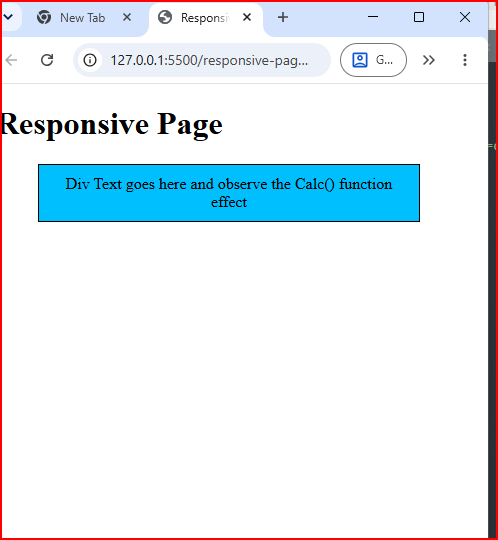 New Tab
Responsi
127.0.0.1:5500/responsive-pag...
G...
Responsive Page
Div Text goes here and observe the Calc() function
effect